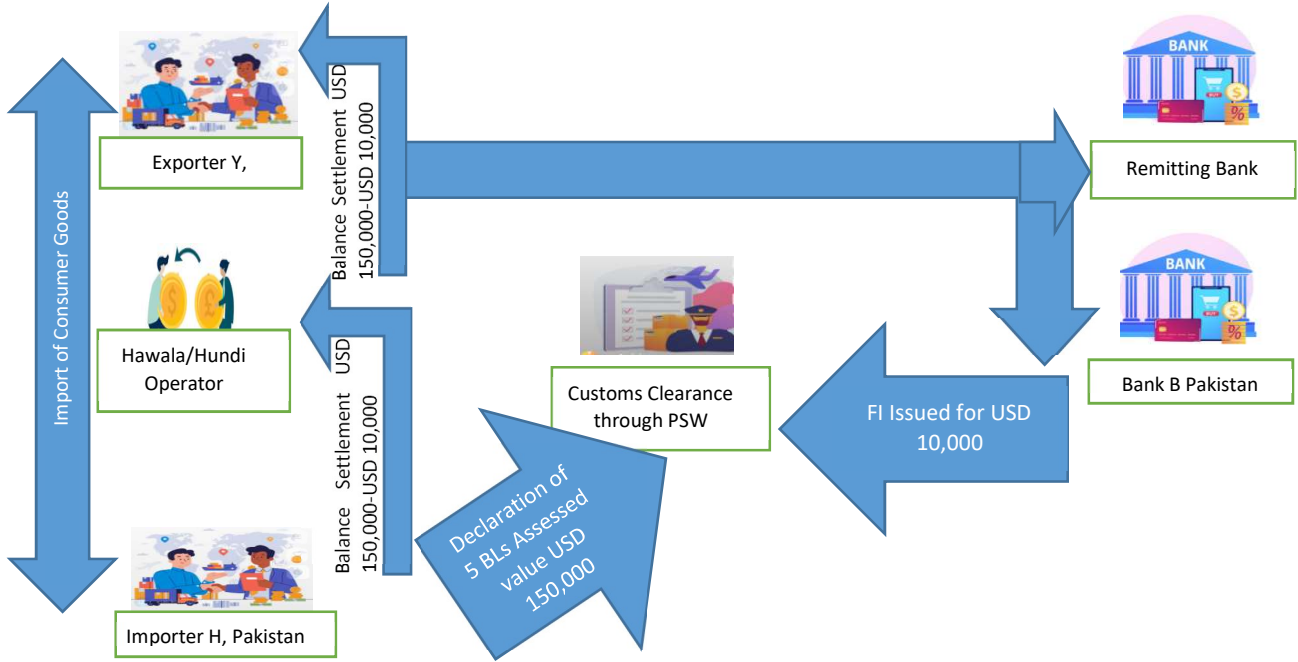 Import of Consumer Goods
Exporter Y,
Balance Settlement USD
150,000-USD 10,000
BANK
BUY
$
%
Remitting Bank
$ £
Hawala/Hundi
Operator
Balance Settlement USD
150,000-USD 10,000
Customs Clearance
through PSW
BANK
BUY
$
%
Bank B Pakistan
FI Issued for USD
10,000
Declaration of
5 BLs Assessed
value USD
150,000
Importer H, Pakistan